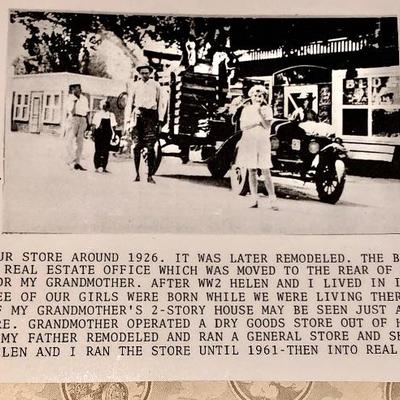 UR STORE AROUND 1926. IT WAS LATER REMODELED. THE B
REAL ESTATE OFFICE WHICH WAS MOVED TO THE REAR OF
OR MY GRANDMOTHER. AFTER WW2 HELEN AND I LIVED IN I
EE OF OUR GIRLS WERE BORN WHILE WE WERE LIVING THER
F MY GRANDMOTHER'S 2-STORY HOUSE MAY BE SEEN JUST A
RE. GRANDMOTHER OPERATED A DRY GOODS STORE OUT OF H
MY FATHER REMODELED AND RAN A GENERAL STORE AND SE
LEN AND I RAN THE STORE UNTIL 1961-THEN INTO REAL